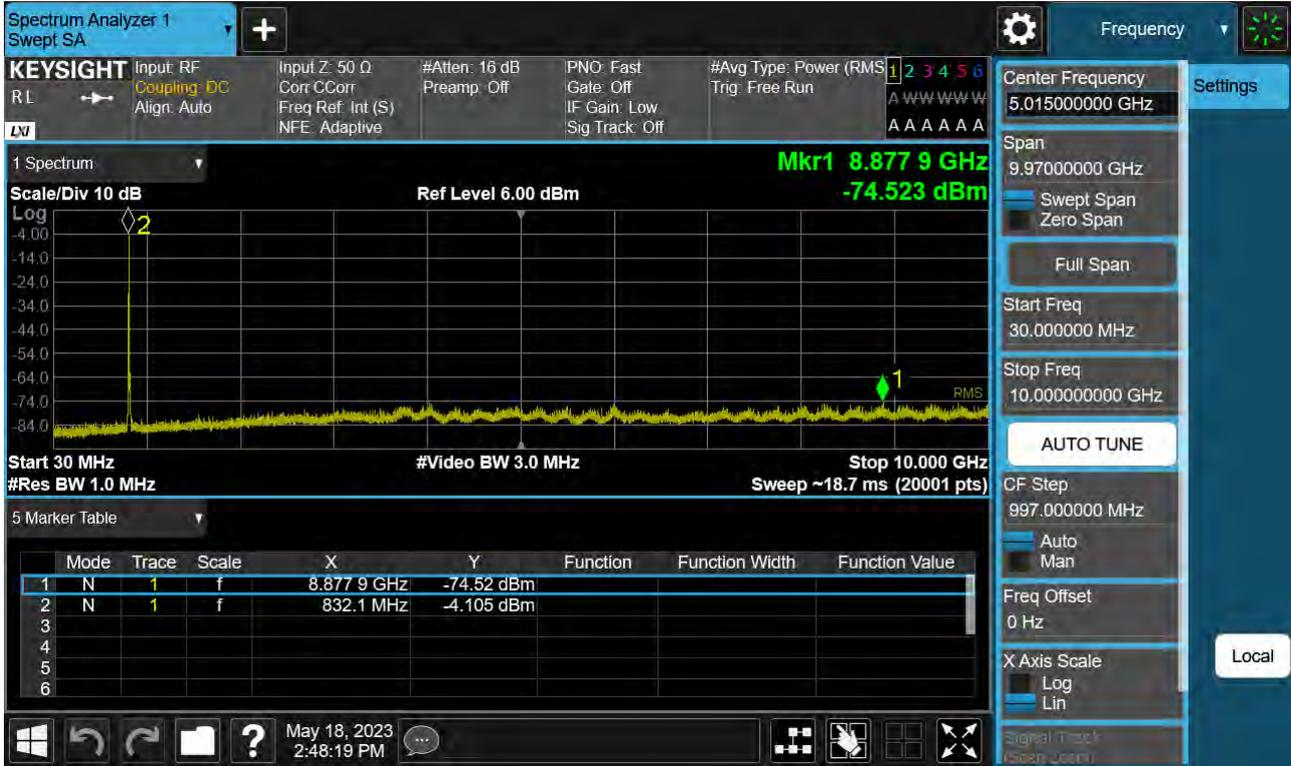 Spectrum Analyzer 1
Swept SA
Frequency
KEYSIGHT
RL
LXI
Input: RF
Coupling: DC
Align: Auto
Input Z: 50 Ω
Corr CCorr
Freq Ref: Int (S)
NFE: Adaptive
#Atten: 16 dB
Preamp: Off
PNO: Fast
Gate: Off
IF Gain: Low
Sig Track: Off
#Avg Type: Power (RMS
Trig: Free Run
1 2 3 4 5 6
A W W W W W
A A A A A A
1 Spectrum
Scale/Div 10 dB
Ref Level 6.00 dBm
Mkr1 8.877 9 GHz
-74.523 dBm
Log
-4.00
-14.0
-24.0
-34.0
-44.0
-54.0
-64.0
-74.0
-84.0
2
1
RMS
Start 30 MHz
#Video BW 3.0 MHz
Stop 10.000 GHz
#Res BW 1.0 MHz
Sweep ~18.7 ms (20001 pts)
5 Marker Table
Mode Trace Scale X Y Function Function Width Function Value
1 N 1 f 8.877 9 GHz -74.52 dBm
2 N 1 f 832.1 MHz -4.105 dBm
3
4
5
6
May 18, 2023
2:48:19 PM
Center Frequency
5.015000000 GHz
Settings
Span
9.97000000 GHz
Swept Span
Zero Span
Full Span
Start Freq
30.000000 MHz
Stop Freq
10.000000000 GHz
AUTO TUNE
CF Step
997.000000 MHz
Auto
Man
Freq Offset
0 Hz
X Axis Scale
Log
Lin
Local
Signal Track
(Span Zoom)